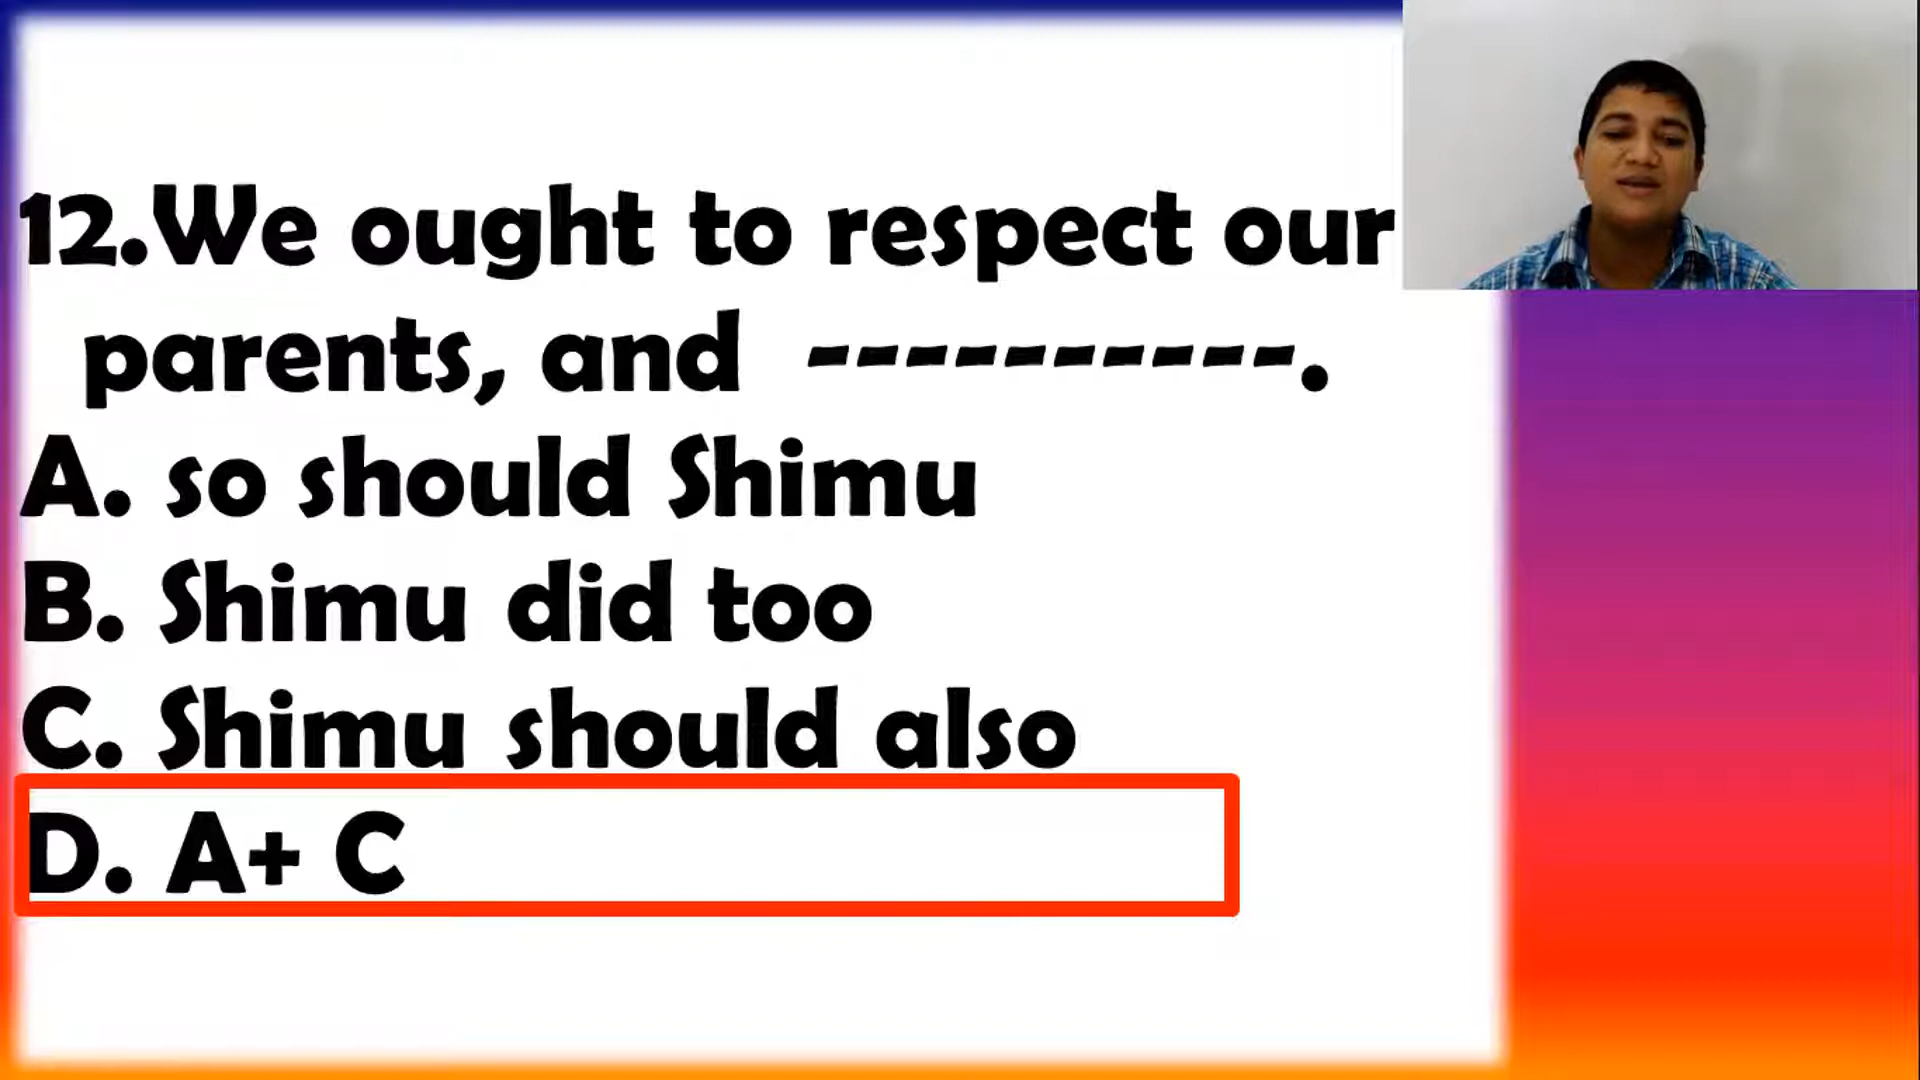 12.We ought to respect our
parents, and ----------.
A. so should Shimu
B. Shimu did too
C. Shimu should also
D. A+ C